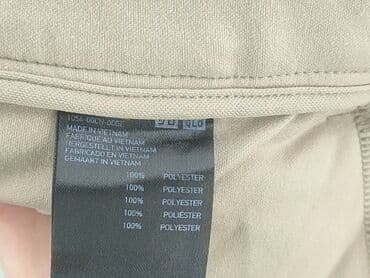 MADE IN VIETNAM
FABRIQUE AU VIETNAM
HERGESTELLT IN VIETNAM
FABRICADO EN VIETNAM
GEMAAKT IN VIETNAM
100% POLYESTER
100% POLYESTER
100% POLYESTER
100% POLIÉSTER
100% POLYESTER